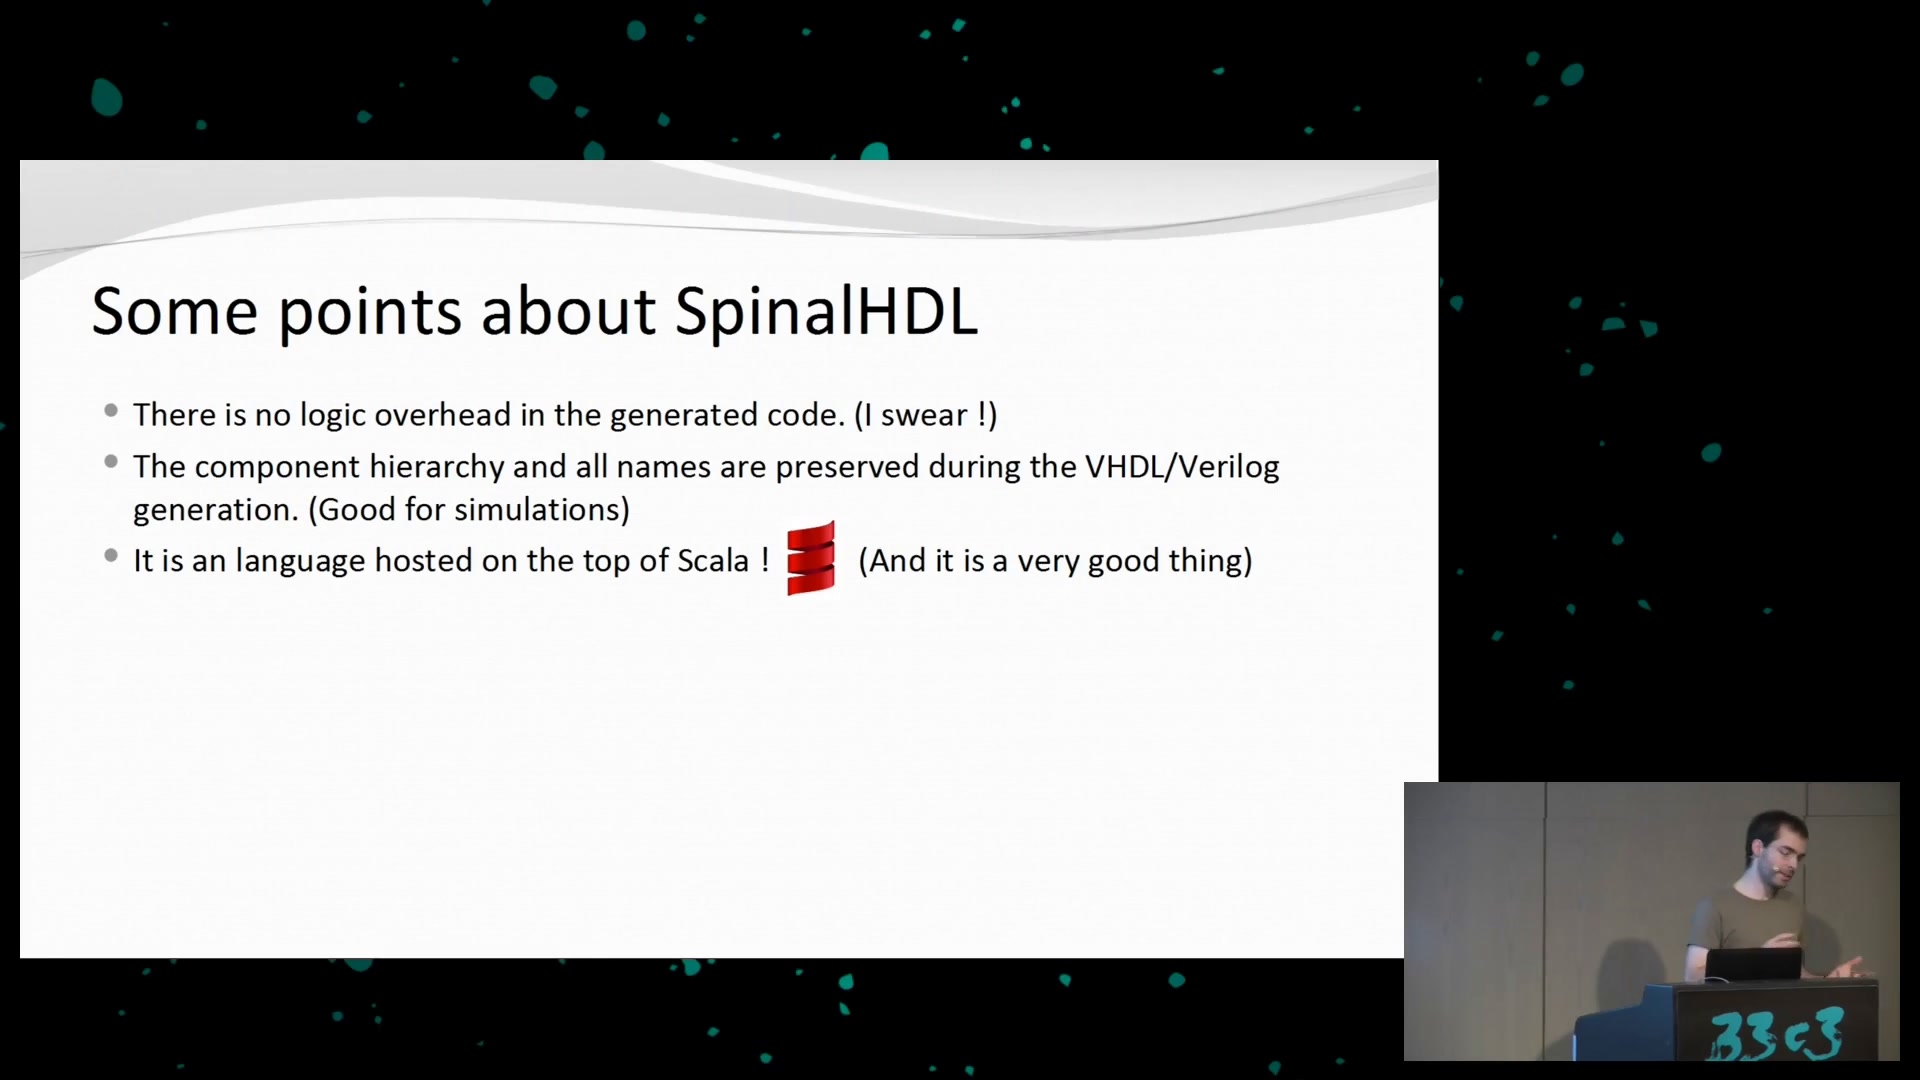 Some points about SpinalHDL
There is no logic overhead in the generated code. (I swear !)
The component hierarchy and all names are preserved during the VHDL/Verilog
generation. (Good for simulations)
It is an language hosted on the top of Scala ! (And it is a very good thing)
33c3